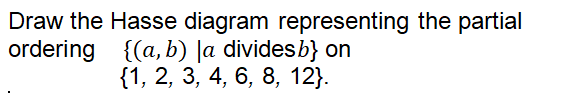 Draw the Hasse diagram representing the partial
ordering {(a, b) |a dividesb} on
{1, 2, 3, 4, 6, 8, 12}.